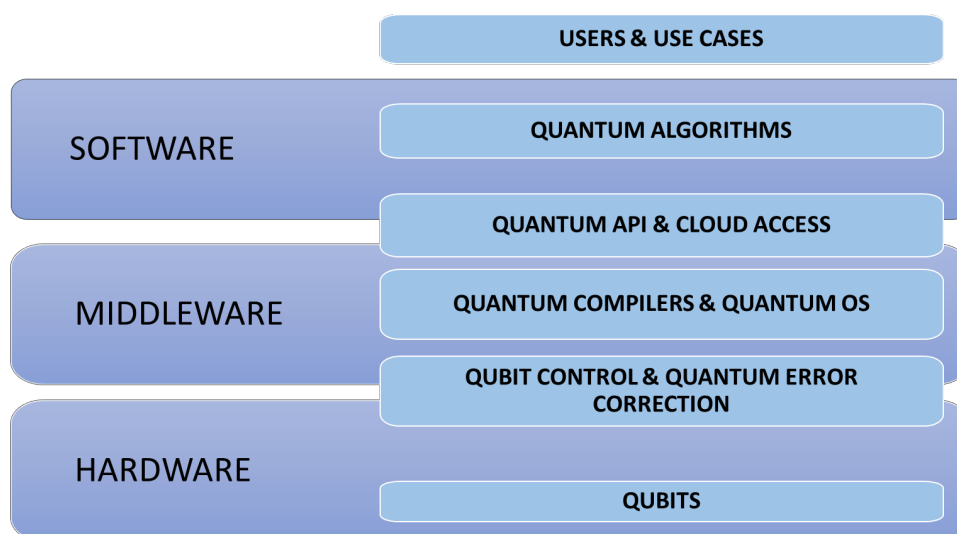 USERS & USE CASES
SOFTWARE
QUANTUM ALGORITHMS
QUANTUM API & CLOUD ACCESS
MIDDLEWARE
QUANTUM COMPILERS & QUANTUM OS
QUBIT CONTROL & QUANTUM ERROR
CORRECTION
HARDWARE
QUBITS